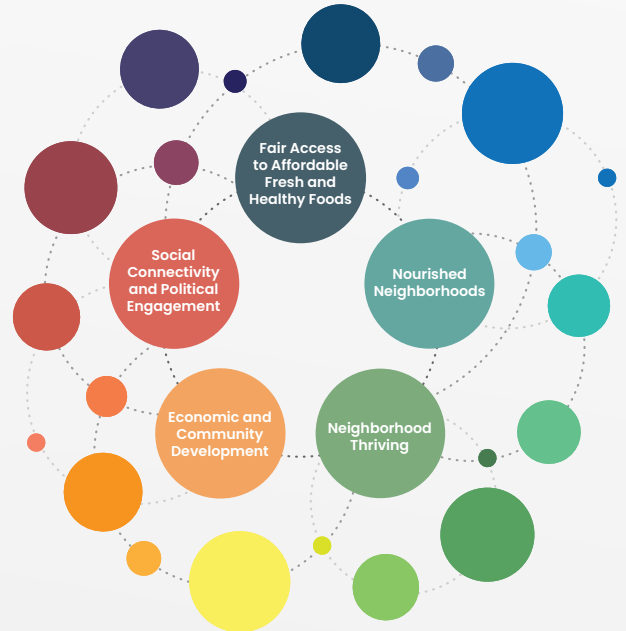 Fair Access
to Affordable
Fresh and
Healthy Foods
Social
Connectivity
and Political
Engagement
Nourished
Neighborhoods
Economic and
Community
Development
Neighborhood
Thriving